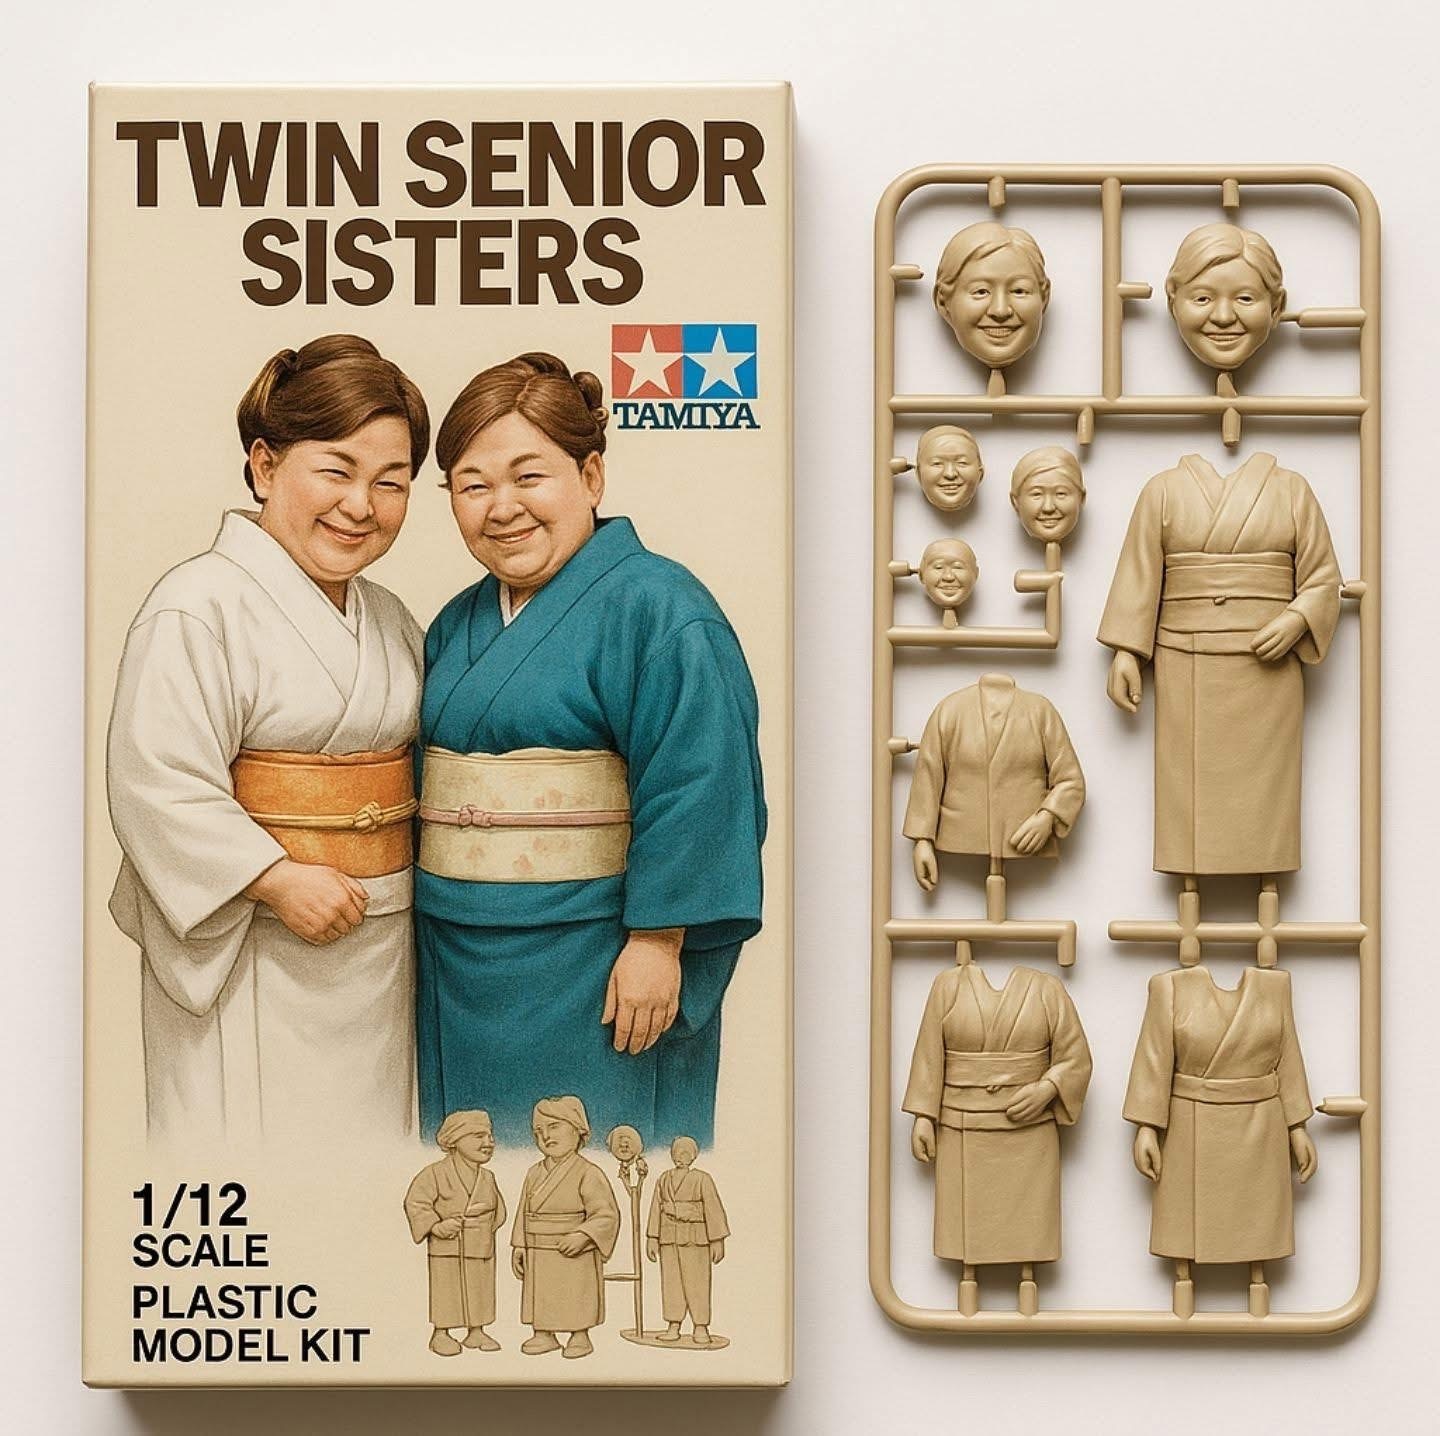 TWIN SENIOR
SISTERS
TAMIYA
1/12
SCALE
PLASTIC
MODEL KIT